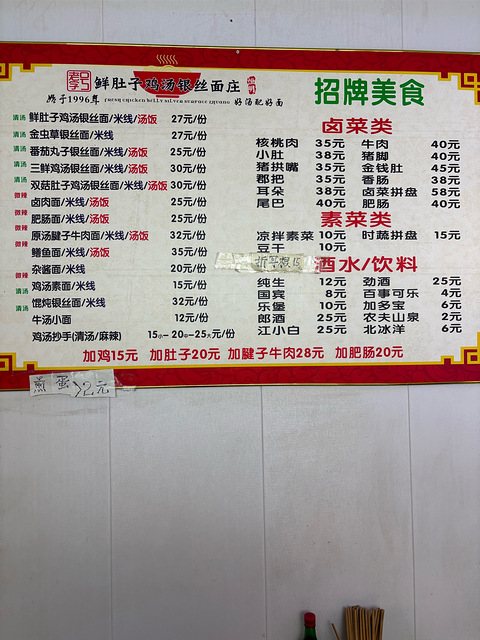 鲜肚子鸡汤银丝面庄
始于1996年
好汤配好面
招牌美食
清汤 鲜肚子鸡汤银丝面/米线/汤饭 27元/份
清汤 金虫草银丝面/米线 27元/份
清汤 番茄丸子银丝面/米线/汤饭 25元/份
清汤 三鲜鸡汤银丝面/米线/汤饭 30元/份
清汤 双菇肚子鸡汤银丝面/米线/汤饭 30元/份
微辣 卤肉面/米线/汤饭 25元/份
微辣 肥肠面/米线/汤饭 25元/份
微辣 原汤腱子牛肉面/米线/汤饭 32元/份
微辣 鳝鱼面/米线/汤饭 35元/份
杂酱面/米线 20元/份
微辣 鸡汤素面/米线 15元/份
清汤 馄饨银丝面/米线 32元/份
清汤 牛汤小面 12元/份
鸡汤抄手(清汤/麻辣) 15小-20中-25大元/份
卤菜类
核桃肉 35元 牛肉 40元
小肚 38元 猪脚 40元
猪拱嘴 35元 金钱肚 45元
郡把 35元 香肠 38元
耳朵 38元 卤菜拼盘 58元
尾巴 40元 肥肠 40元
素菜类
凉拌素菜 10元 时蔬拼盘 15元
豆干 10元
酒水/饮料
纯生 12元 劲酒 25元
国宾 8元 百事可乐 4元
乐堡 10元 加多宝 6元
郎酒 25元 农夫山泉 2元
江小白 25元 北冰洋 6元
加鸡15元 加肚子20元 加腱子牛肉28元 加肥肠20元
煎蛋 2元